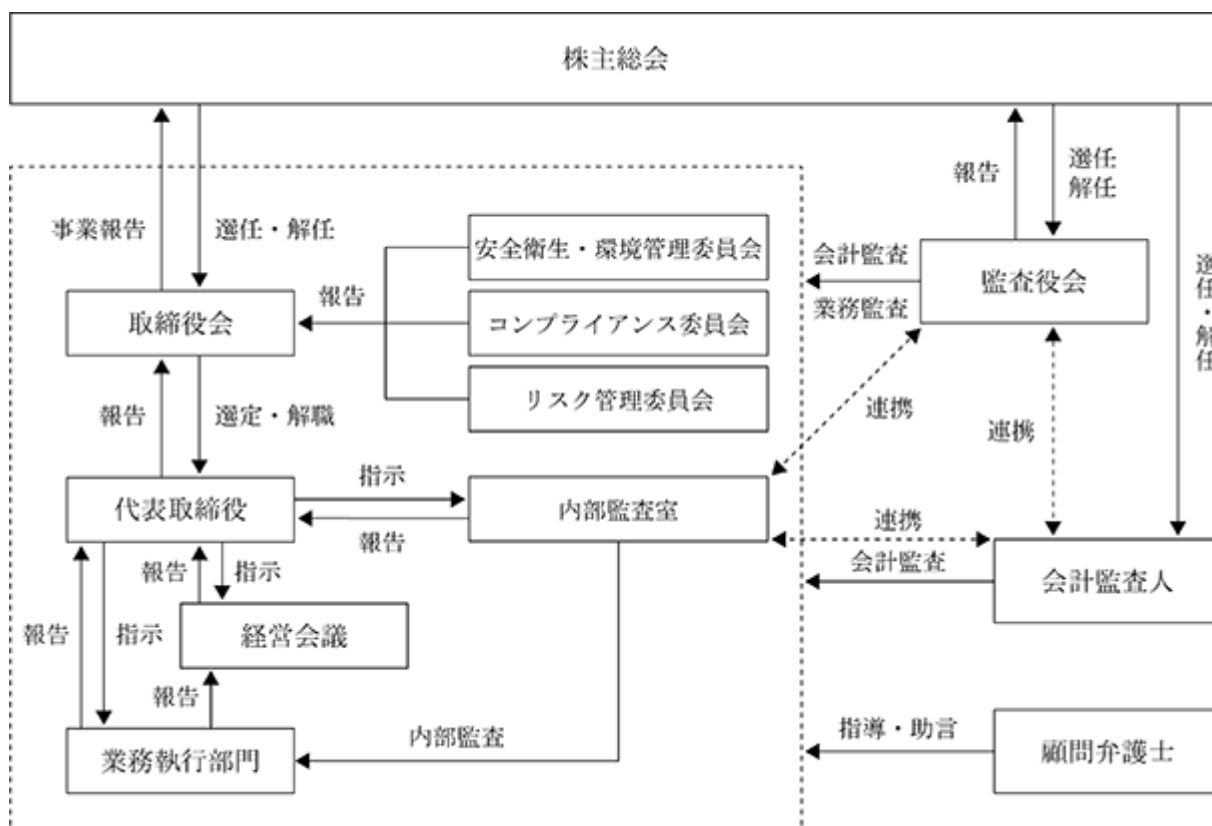 株主総会
報告
選任
解任
事業報告
選任・解任
安全衛生・環境管理委員会
会計監査
業務監査
監査役会
選任・解任
報告
取締役会
コンプライアンス委員会
リスク管理委員会
報告
選定・解職
連携
連携
代表取締役
指示
報告
内部監査室
連携
会計監査
会計監査人
報告
指示
報告
指示
経営会議
報告
業務執行部門
内部監査
指導・助言
顧問弁護士